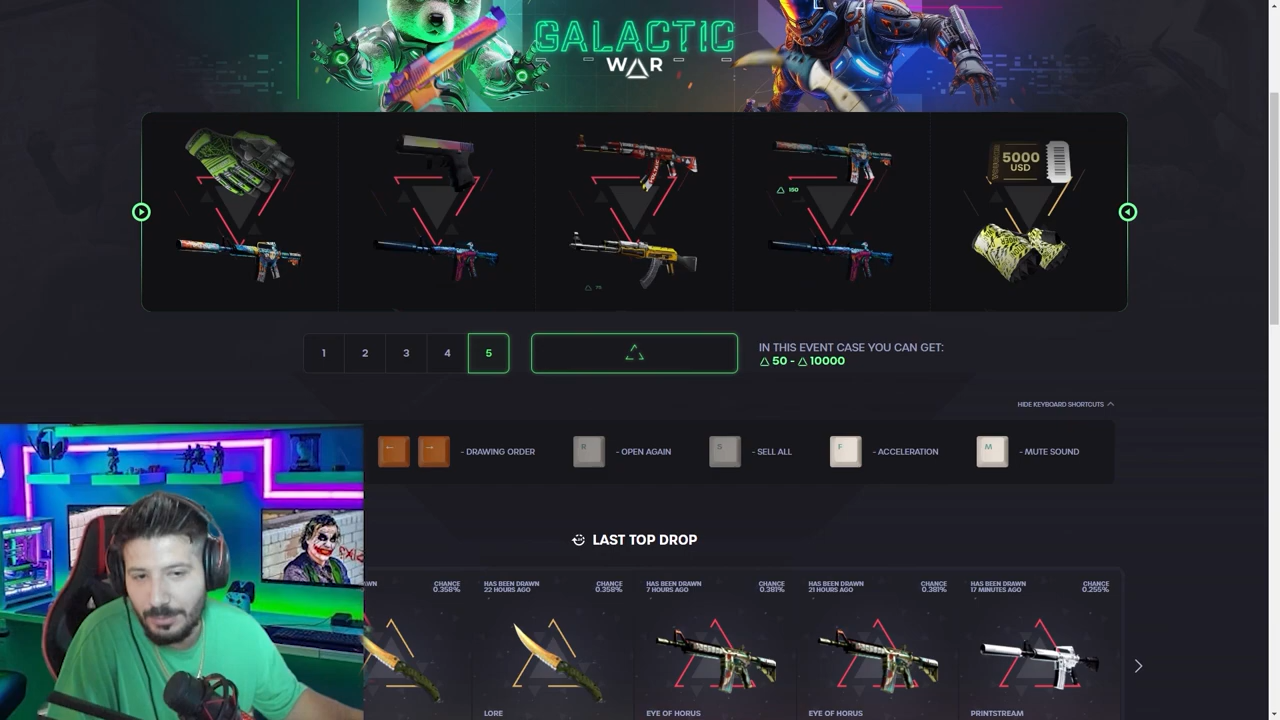 GALACTIC
WAR
5000
USD
150
75
1
2
3
4
5
IN THIS EVENT CASE YOU CAN GET:
50 - 10000
HIDE KEYBOARD SHORTCUTS
← → - DRAWING ORDER
R - OPEN AGAIN
S - SELL ALL
F - ACCELERATION
M - MUTE SOUND
LAST TOP DROP
CHANCE
0.358%
HAS BEEN DRAWN
22 HOURS AGO
CHANCE
0.358%
HAS BEEN DRAWN
7 HOURS AGO
CHANCE
0.381%
HAS BEEN DRAWN
21 HOURS AGO
CHANCE
0.381%
HAS BEEN DRAWN
17 MINUTES AGO
CHANCE
0.255%
LORE
EYE OF HORUS
EYE OF HORUS
PRINTSTREAM